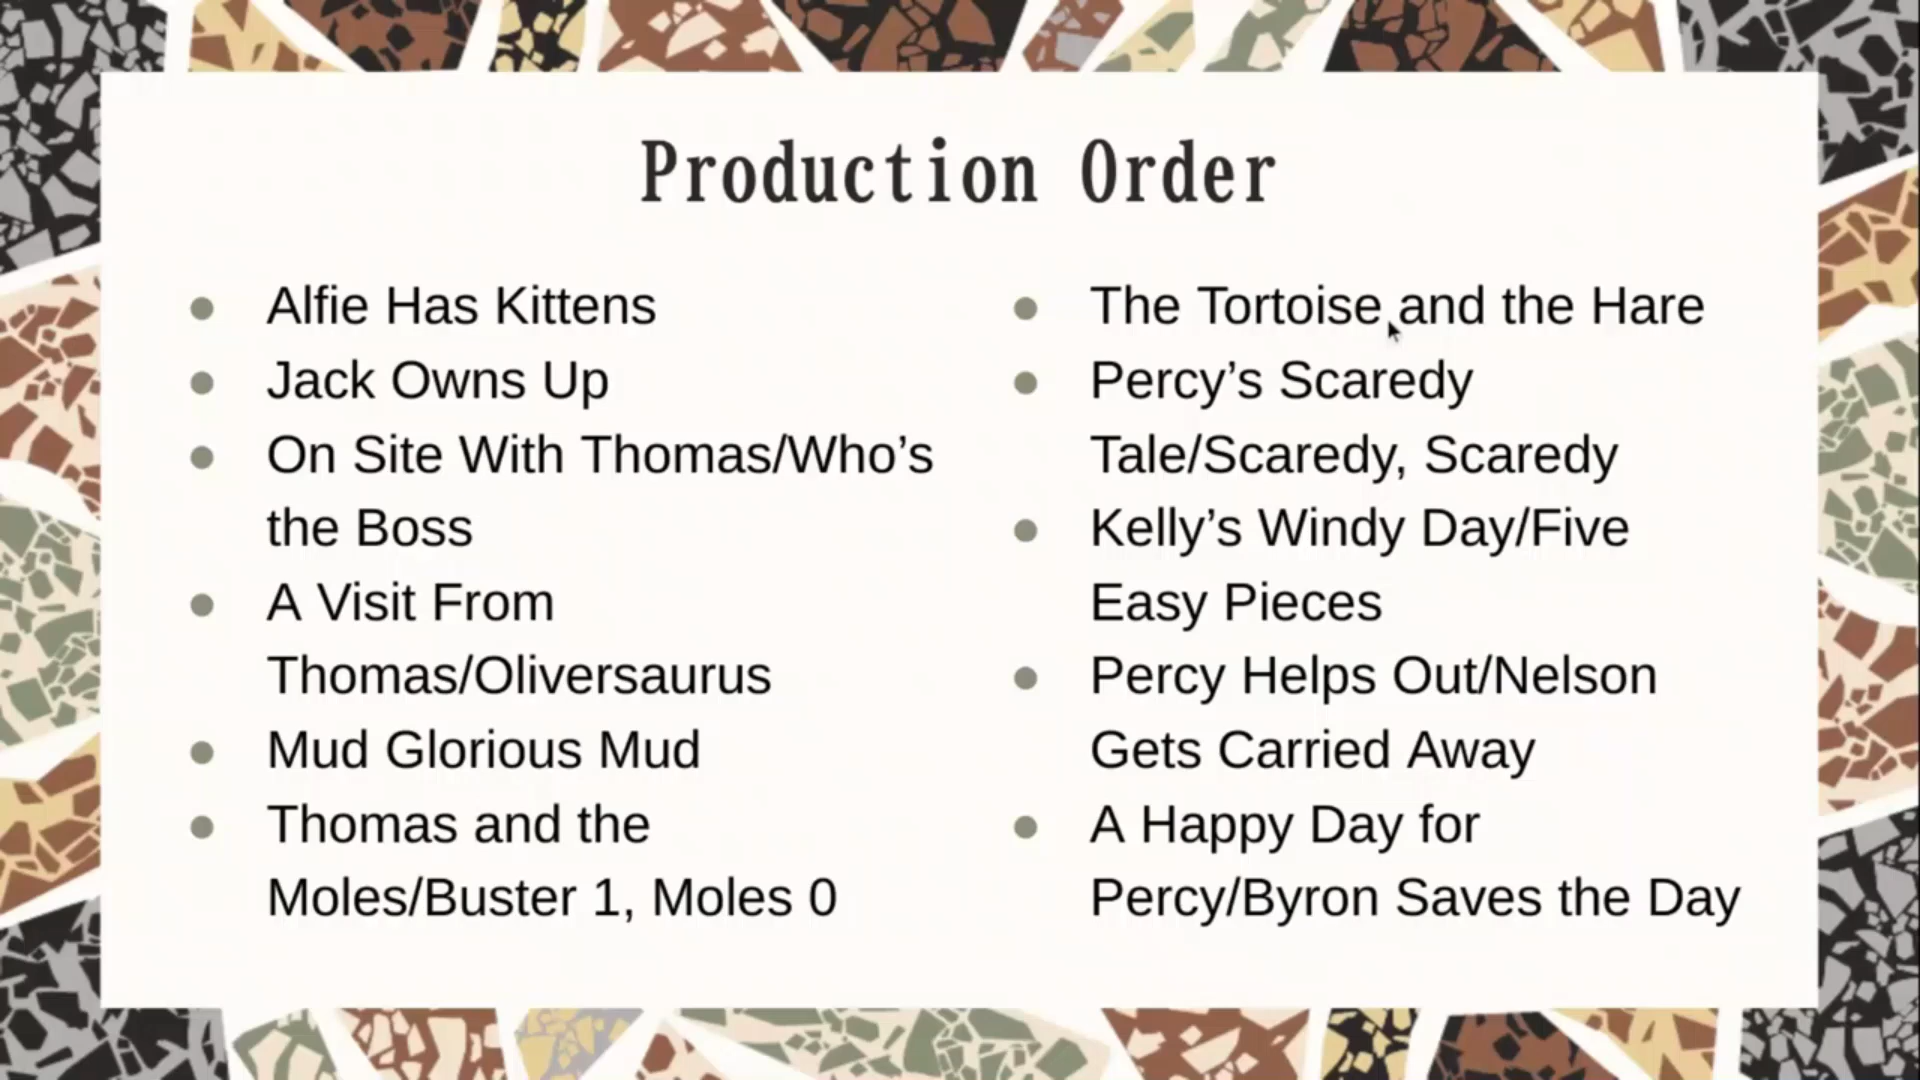 Production Order
Alfie Has Kittens
Jack Owns Up
On Site With Thomas/Who’s
the Boss
A Visit From
Thomas/Oliversaurus
Mud Glorious Mud
Thomas and the
Moles/Buster 1, Moles 0
The Tortoise and the Hare
Percy’s Scaredy
Tale/Scaredy, Scaredy
Kelly’s Windy Day/Five
Easy Pieces
Percy Helps Out/Nelson
Gets Carried Away
A Happy Day for
Percy/Byron Saves the Day